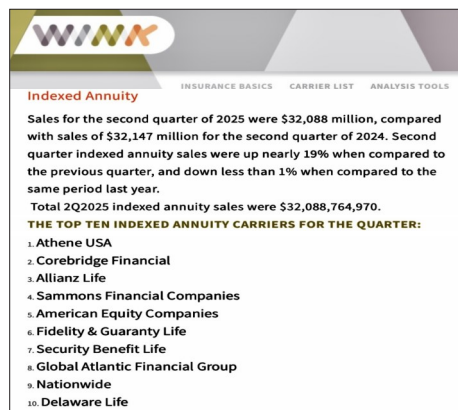 WINK
INSURANCE BASICS CARRIER LIST ANALYSIS TOOLS
Indexed Annuity
Sales for the second quarter of 2025 were $32,088 million, compared
with sales of $32,147 million for the second quarter of 2024. Second
quarter indexed annuity sales were up nearly 19% when compared to
the previous quarter, and down less than 1% when compared to the
same period last year.
Total 2Q2025 indexed annuity sales were $32,088,764,970.
THE TOP TEN INDEXED ANNUITY CARRIERS FOR THE QUARTER:
1. Athene USA
2. Corebridge Financial
3. Allianz Life
4. Sammons Financial Companies
5. American Equity Companies
6. Fidelity & Guaranty Life
7. Security Benefit Life
8. Global Atlantic Financial Group
9. Nationwide
10. Delaware Life